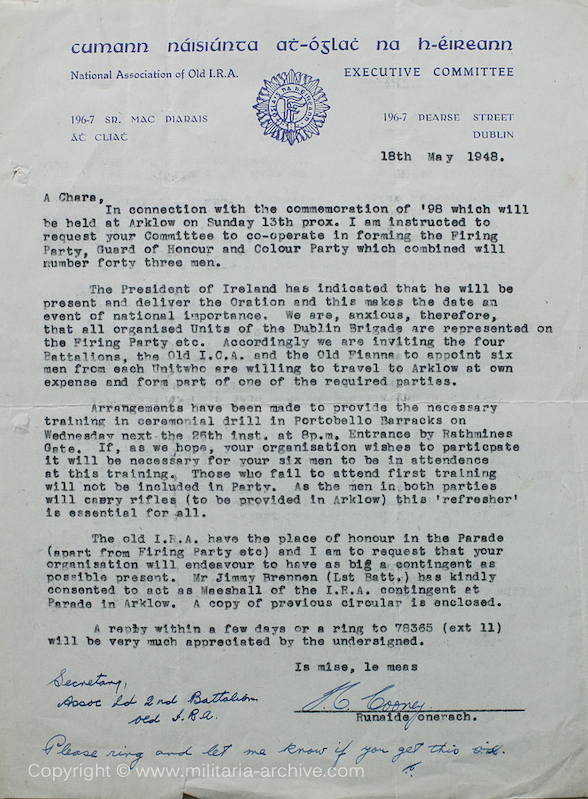 cumann náisiúnta at-óglac na h-éireann
National Association of Old I.R.A.
EXECUTIVE COMMITTEE
196-7 SR. MAC PIARAIS
ÁT CLIAT
196-7 PEARSE STREET
DUBLIN
18th May 1948.
A Chara,
In connection with the commemoration of '98 which will
be held at Arklow on Sunday 13th prox. I am instructed to
request your Committee to co-operate in forming the Firing
Party, Guard of Honour and Colour Party which combined will
number forty three men.
The President of Ireland has indicated that he will be
present and deliver the Oration and this makes the date an
event of national importance. We are, anxious, therefore,
that all organised Units of the Dublin Brigade are represented on
the Firing Party etc. Accordingly we are inviting the four
Battalions, the Old I.C.A. and the Old Fianna to appoint six
men from each Unitwho are willing to travel to Arklow at own
expense and form part of one of the required parties.
Arrangements have been made to provide the necessary
training in ceremonial drill in Portobello Barracks on
Wednesday next the 26th inst. at 8p.m. Entrance by Rathmines
Gate. If, as we hope, your organisation wishes to particpate
it will be necessary for your six men to be in attendence
at this training. Those who fail to attend first training
will not be included in Party. As the men in both parties
will carry rifles (to be provided in Arklow) this 'refresher'
is essential for all.
The old I.R.A. have the place of honour in the Parade
(apart from Firing Party etc) and I am to request that your
organisation will endeavour to have as big a contingent as
possible present. Mr Jimmy Brennen (Lst Batt.) has kindly
consented to act as Maeshall of the I.R.A. contingent at
Parade in Arklow. A copy of previous circular is enclosed.
A reply within a few days or a ring to 78365 (ext 11)
will be very much appreciated by the undersigned.
Is mise, le meas
Secretary,
Assoc 2nd Battalion
Old I.R.A.
Cooney
Runaide onerach.
Please ring and let me know if you get this
Copyright © www.militaria-archive.com